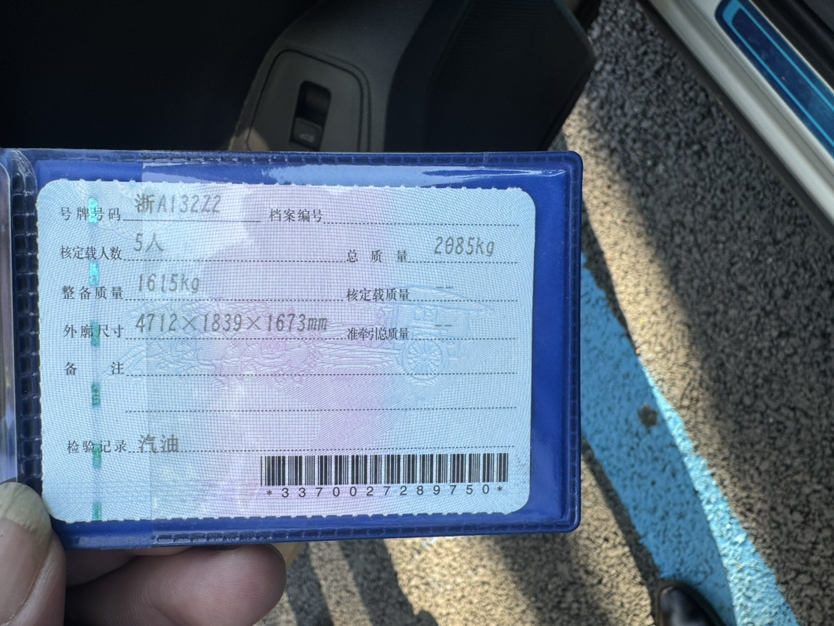 号牌号码 浙A132Z2 档案编号
核定载人数 5人 总质量 2085kg
整备质量 1615kg 核定载质量 --
外廓尺寸 4712×1839×1673mm 准牵引总质量 --
备注
检验记录 汽油
*3370027289750*